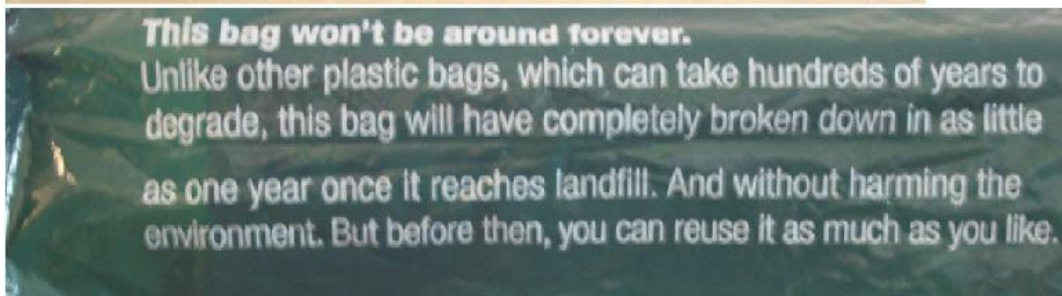 This bag won't be around forever.
Unlike other plastic bags, which can take hundreds of years to
degrade, this bag will have completely broken down in as little
as one year once it reaches landfill. And without harming the
environment. But before then, you can reuse it as much as you like.